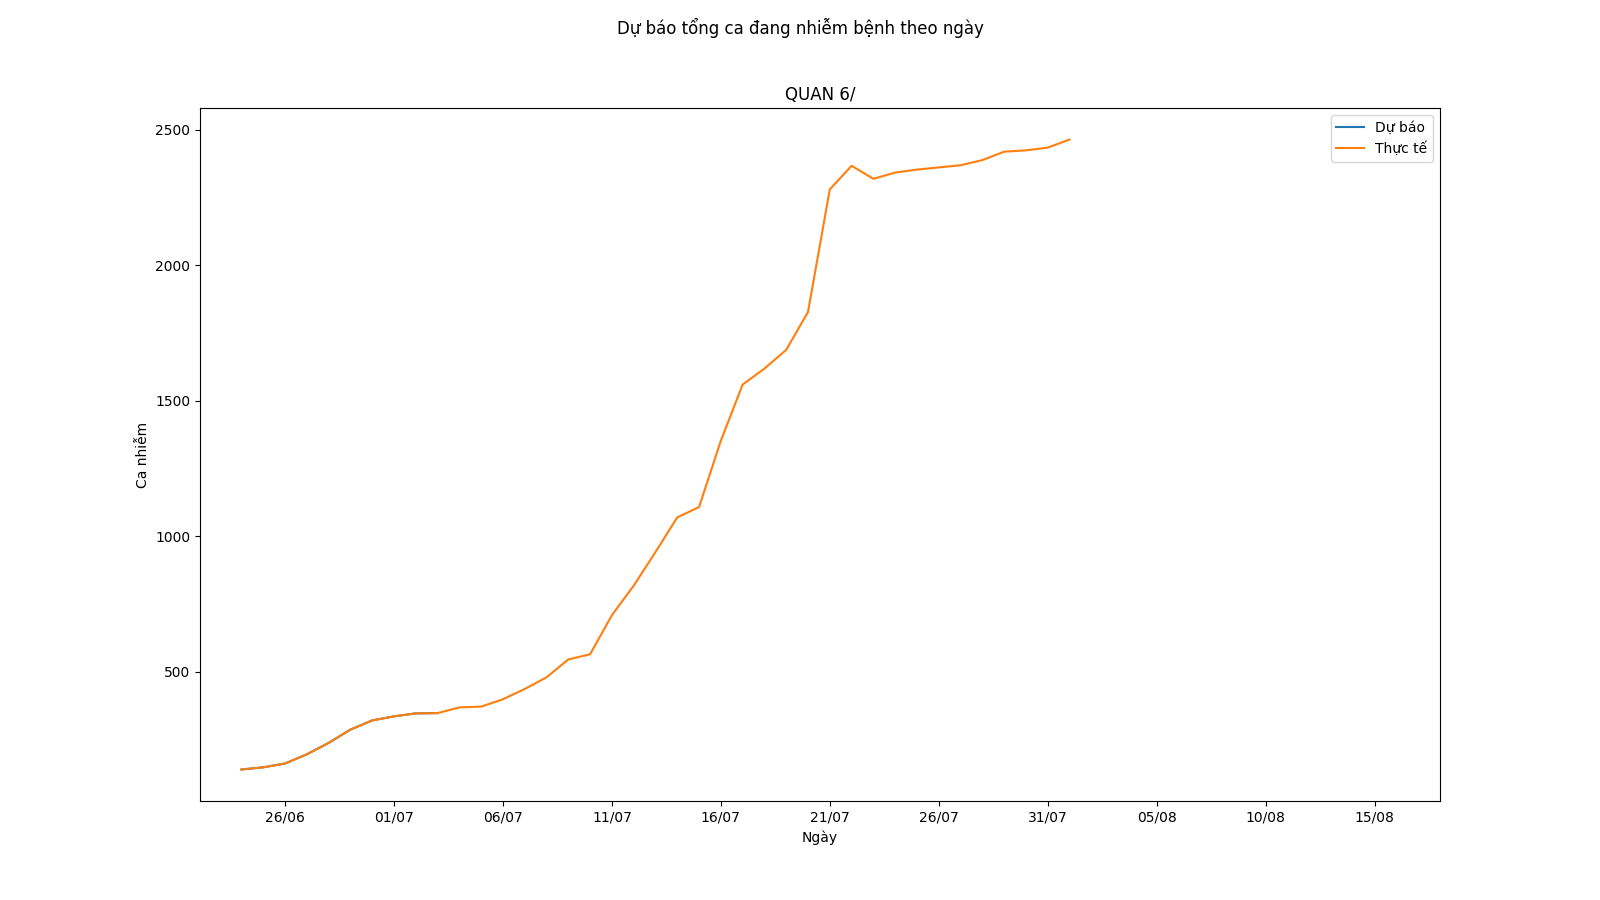 Dự báo tổng ca đang nhiễm bệnh theo ngày
QUAN 6/
Dự báo
Thực tế
2500
2000
1500
1000
500
Ca nhiễm
26/06 01/07 06/07 11/07 16/07 21/07 26/07 31/07 05/08 10/08 15/08
Ngày